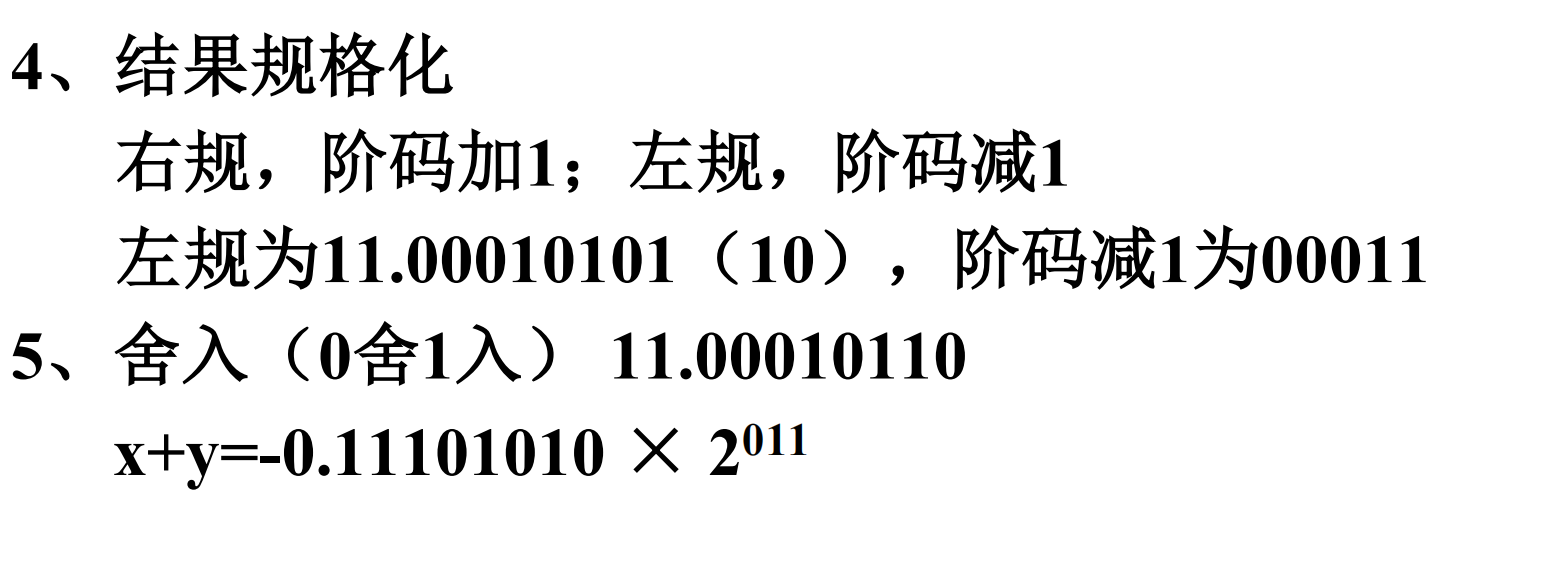 4、结果规格化
右规，阶码加1；左规，阶码减1
左规为11.00010101（10），阶码减1为00011
5、舍入（0舍1入） 11.00010110
x+y=-0.11101010 × 2⁰¹¹